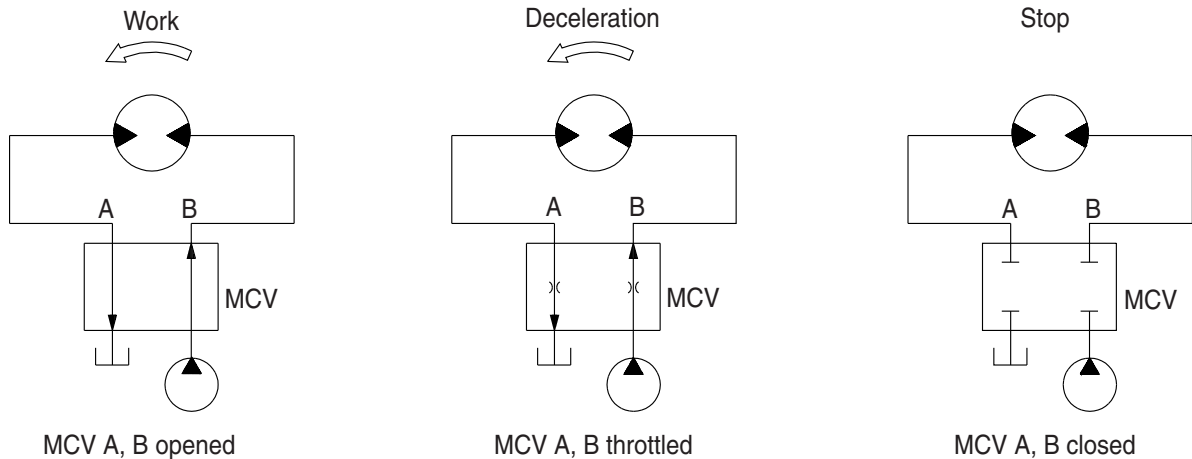 Work
Deceleration
Stop
A B
MCV
A B
MCV
A B
MCV
MCV A, B opened
MCV A, B throttled
MCV A, B closed